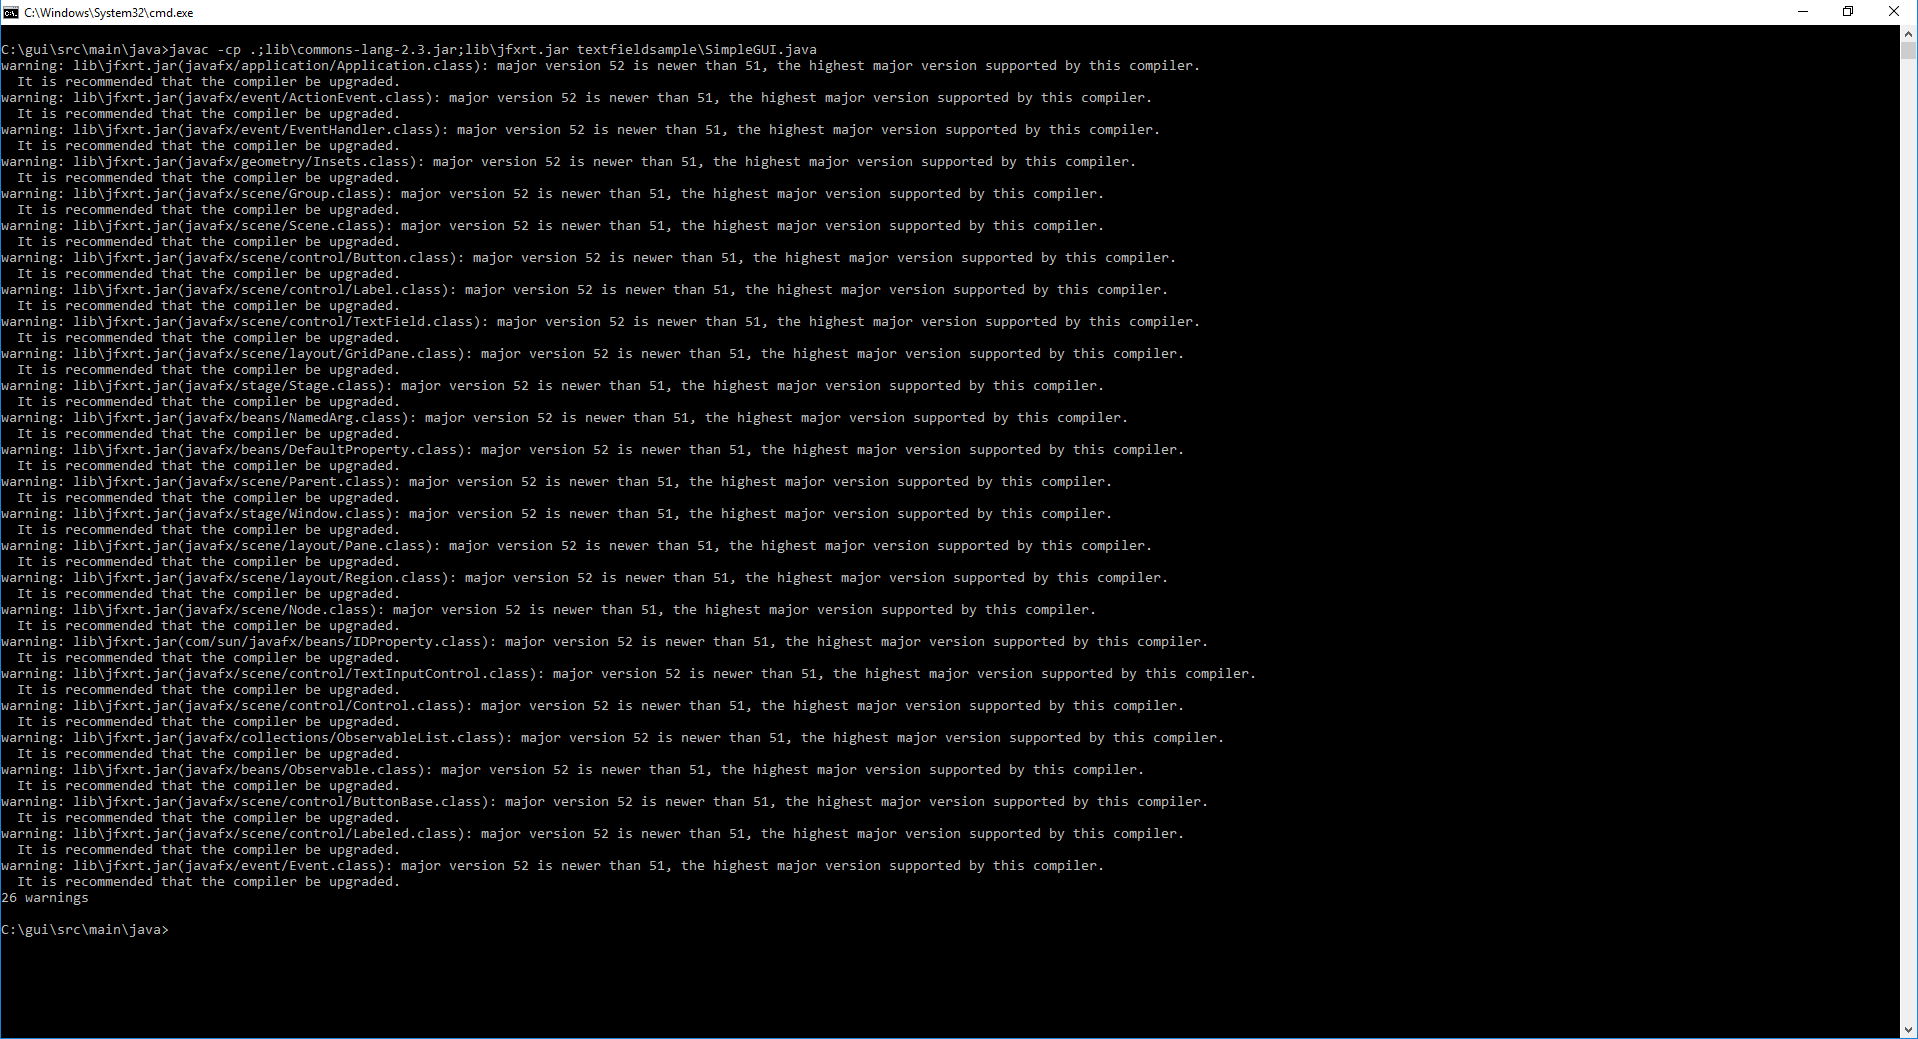 C:\Windows\System32\cmd.exe
C:\gui\src\main\java>javac -cp .;lib\commons-lang-2.3.jar;lib\jfxrt.jar textfieldsample\SimpleGUI.java
warning: lib\jfxrt.jar(javafx/application/Application.class): major version 52 is newer than 51, the highest major version supported by this compiler.
  It is recommended that the compiler be upgraded.
warning: lib\jfxrt.jar(javafx/event/ActionEvent.class): major version 52 is newer than 51, the highest major version supported by this compiler.
  It is recommended that the compiler be upgraded.
warning: lib\jfxrt.jar(javafx/event/EventHandler.class): major version 52 is newer than 51, the highest major version supported by this compiler.
  It is recommended that the compiler be upgraded.
warning: lib\jfxrt.jar(javafx/geometry/Insets.class): major version 52 is newer than 51, the highest major version supported by this compiler.
  It is recommended that the compiler be upgraded.
warning: lib\jfxrt.jar(javafx/scene/Group.class): major version 52 is newer than 51, the highest major version supported by this compiler.
  It is recommended that the compiler be upgraded.
warning: lib\jfxrt.jar(javafx/scene/Scene.class): major version 52 is newer than 51, the highest major version supported by this compiler.
  It is recommended that the compiler be upgraded.
warning: lib\jfxrt.jar(javafx/scene/control/Button.class): major version 52 is newer than 51, the highest major version supported by this compiler.
  It is recommended that the compiler be upgraded.
warning: lib\jfxrt.jar(javafx/scene/control/Label.class): major version 52 is newer than 51, the highest major version supported by this compiler.
  It is recommended that the compiler be upgraded.
warning: lib\jfxrt.jar(javafx/scene/control/TextField.class): major version 52 is newer than 51, the highest major version supported by this compiler.
  It is recommended that the compiler be upgraded.
warning: lib\jfxrt.jar(javafx/scene/layout/GridPane.class): major version 52 is newer than 51, the highest major version supported by this compiler.
  It is recommended that the compiler be upgraded.
warning: lib\jfxrt.jar(javafx/stage/Stage.class): major version 52 is newer than 51, the highest major version supported by this compiler.
  It is recommended that the compiler be upgraded.
warning: lib\jfxrt.jar(javafx/beans/NamedArg.class): major version 52 is newer than 51, the highest major version supported by this compiler.
  It is recommended that the compiler be upgraded.
warning: lib\jfxrt.jar(javafx/beans/DefaultProperty.class): major version 52 is newer than 51, the highest major version supported by this compiler.
  It is recommended that the compiler be upgraded.
warning: lib\jfxrt.jar(javafx/scene/Parent.class): major version 52 is newer than 51, the highest major version supported by this compiler.
  It is recommended that the compiler be upgraded.
warning: lib\jfxrt.jar(javafx/stage/Window.class): major version 52 is newer than 51, the highest major version supported by this compiler.
  It is recommended that the compiler be upgraded.
warning: lib\jfxrt.jar(javafx/scene/layout/Pane.class): major version 52 is newer than 51, the highest major version supported by this compiler.
  It is recommended that the compiler be upgraded.
warning: lib\jfxrt.jar(javafx/scene/layout/Region.class): major version 52 is newer than 51, the highest major version supported by this compiler.
  It is recommended that the compiler be upgraded.
warning: lib\jfxrt.jar(javafx/scene/Node.class): major version 52 is newer than 51, the highest major version supported by this compiler.
  It is recommended that the compiler be upgraded.
warning: lib\jfxrt.jar(com/sun/javafx/beans/IDProperty.class): major version 52 is newer than 51, the highest major version supported by this compiler.
  It is recommended that the compiler be upgraded.
warning: lib\jfxrt.jar(javafx/scene/control/TextInputControl.class): major version 52 is newer than 51, the highest major version supported by this compiler.
  It is recommended that the compiler be upgraded.
warning: lib\jfxrt.jar(javafx/scene/control/Control.class): major version 52 is newer than 51, the highest major version supported by this compiler.
  It is recommended that the compiler be upgraded.
warning: lib\jfxrt.jar(javafx/collections/ObservableList.class): major version 52 is newer than 51, the highest major version supported by this compiler.
  It is recommended that the compiler be upgraded.
warning: lib\jfxrt.jar(javafx/beans/Observable.class): major version 52 is newer than 51, the highest major version supported by this compiler.
  It is recommended that the compiler be upgraded.
warning: lib\jfxrt.jar(javafx/scene/control/ButtonBase.class): major version 52 is newer than 51, the highest major version supported by this compiler.
  It is recommended that the compiler be upgraded.
warning: lib\jfxrt.jar(javafx/scene/control/Labeled.class): major version 52 is newer than 51, the highest major version supported by this compiler.
  It is recommended that the compiler be upgraded.
warning: lib\jfxrt.jar(javafx/event/Event.class): major version 52 is newer than 51, the highest major version supported by this compiler.
  It is recommended that the compiler be upgraded.
26 warnings
C:\gui\src\main\java>